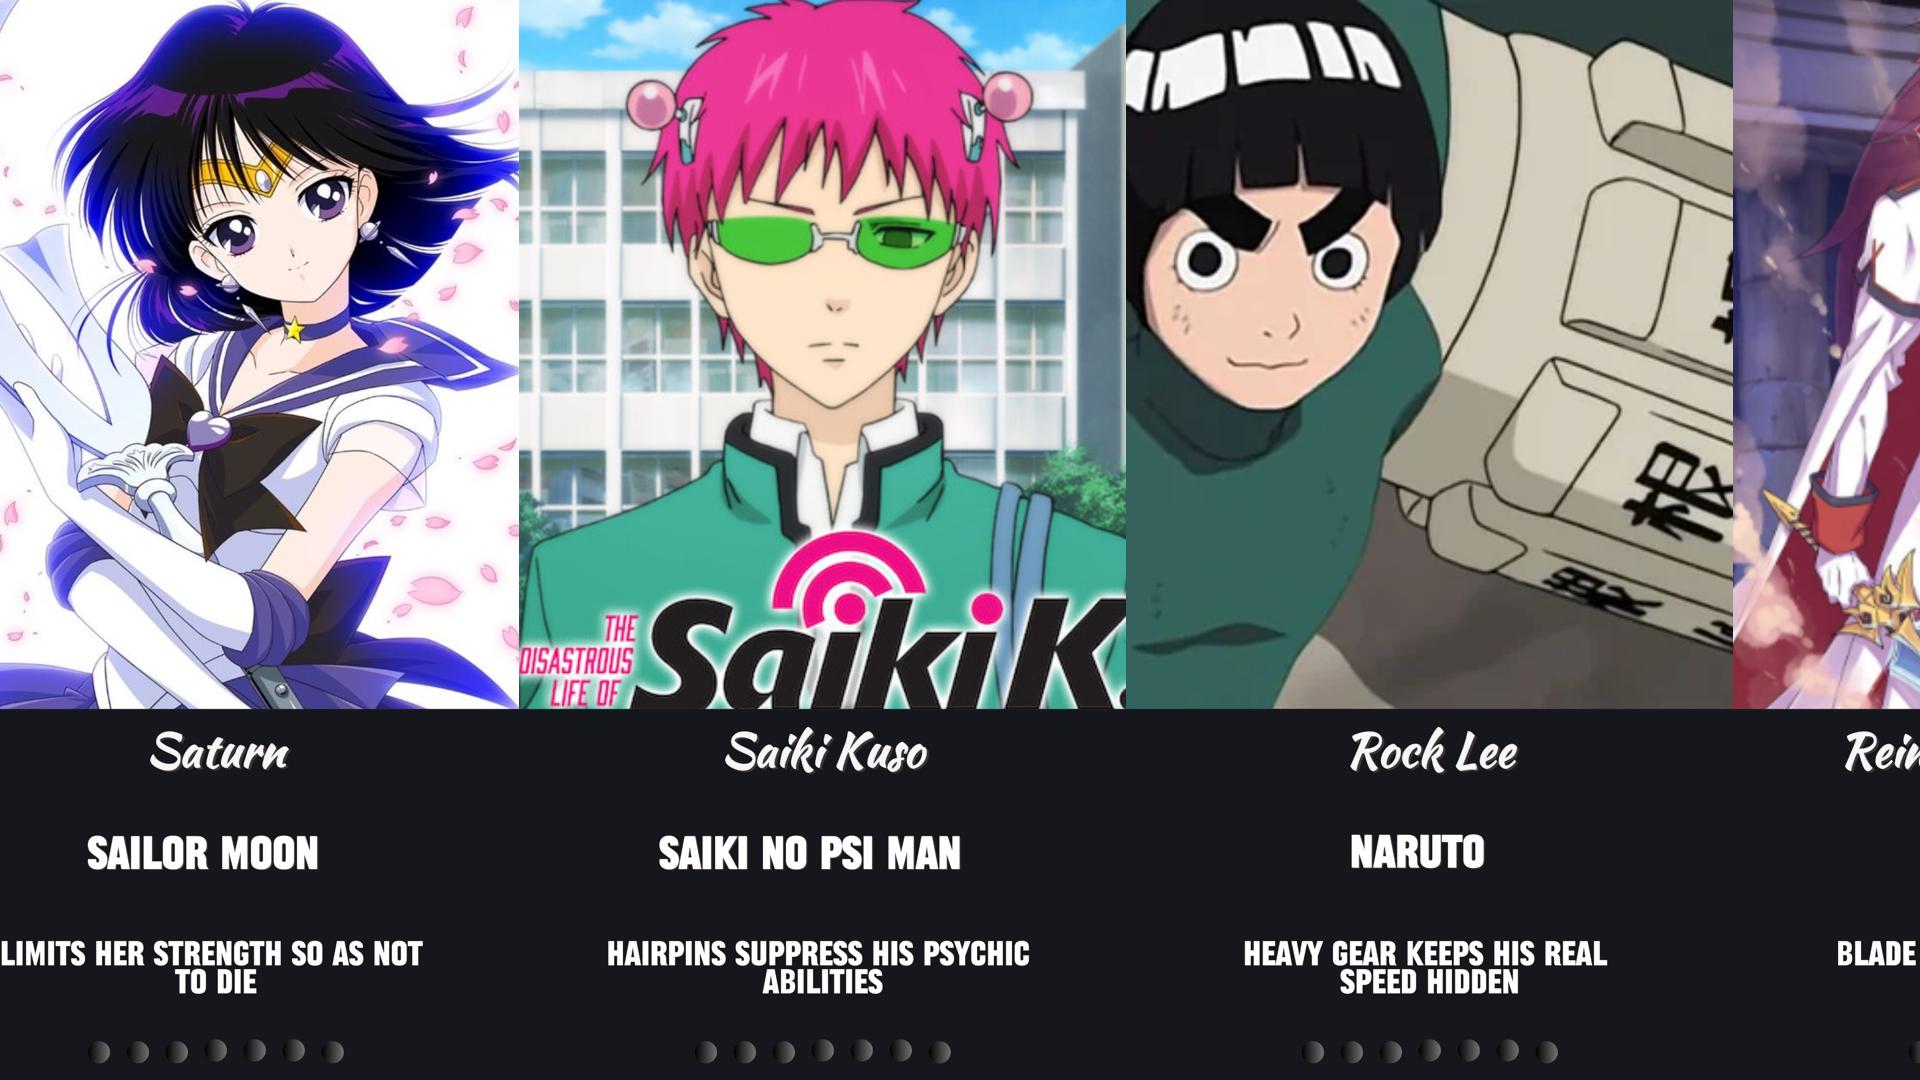 THE
DISASTROUS
LIFE OF
Saiki K.
Saturn
SAILOR MOON
LIMITS HER STRENGTH SO AS NOT
TO DIE
Saiki Kuso
SAIKI NO PSI MAN
HAIRPINS SUPPRESS HIS PSYCHIC
ABILITIES
根
Rock Lee
NARUTO
HEAVY GEAR KEEPS HIS REAL
SPEED HIDDEN
Rein
BLADE